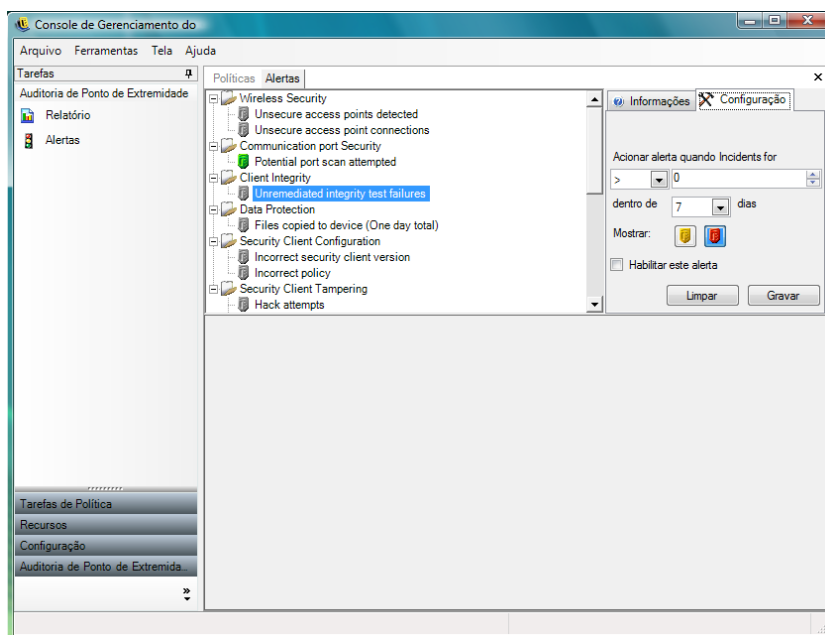 Console de Gerenciamento do
Arquivo Ferramentas Tela Ajuda
Tarefas
Auditoria de Ponto de Extremidade
Relatório
Alertas
Tarefas de Política
Recursos
Configuração
Auditoria de Ponto de Extremida...
Políticas Alertas
Wireless Security
Unsecure access points detected
Unsecure access point connections
Communication port Security
Potential port scan attempted
Client Integrity
Unremediated integrity test failures
Data Protection
Files copied to device (One day total)
Security Client Configuration
Incorrect security client version
Incorrect policy
Security Client Tampering
Hack attempts
Informações Configuração
Acionar alerta quando Incidents for
> 0
dentro de 7 dias
Mostrar:
Habilitar este alerta
Limpar Gravar